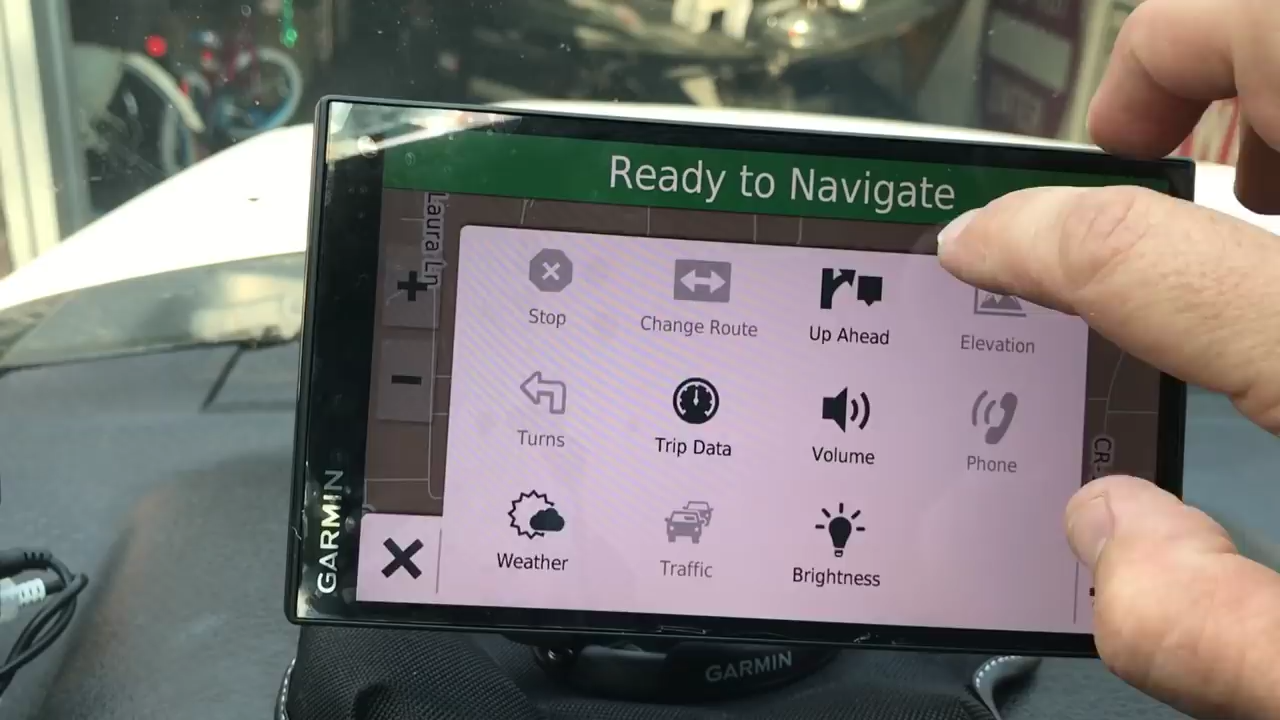 Ready to Navigate
Laura Ln
Stop
Change Route
Up Ahead
Elevation
Turns
Trip Data
Volume
Phone
Weather
Traffic
Brightness
CR-
GARMIN
GARMIN